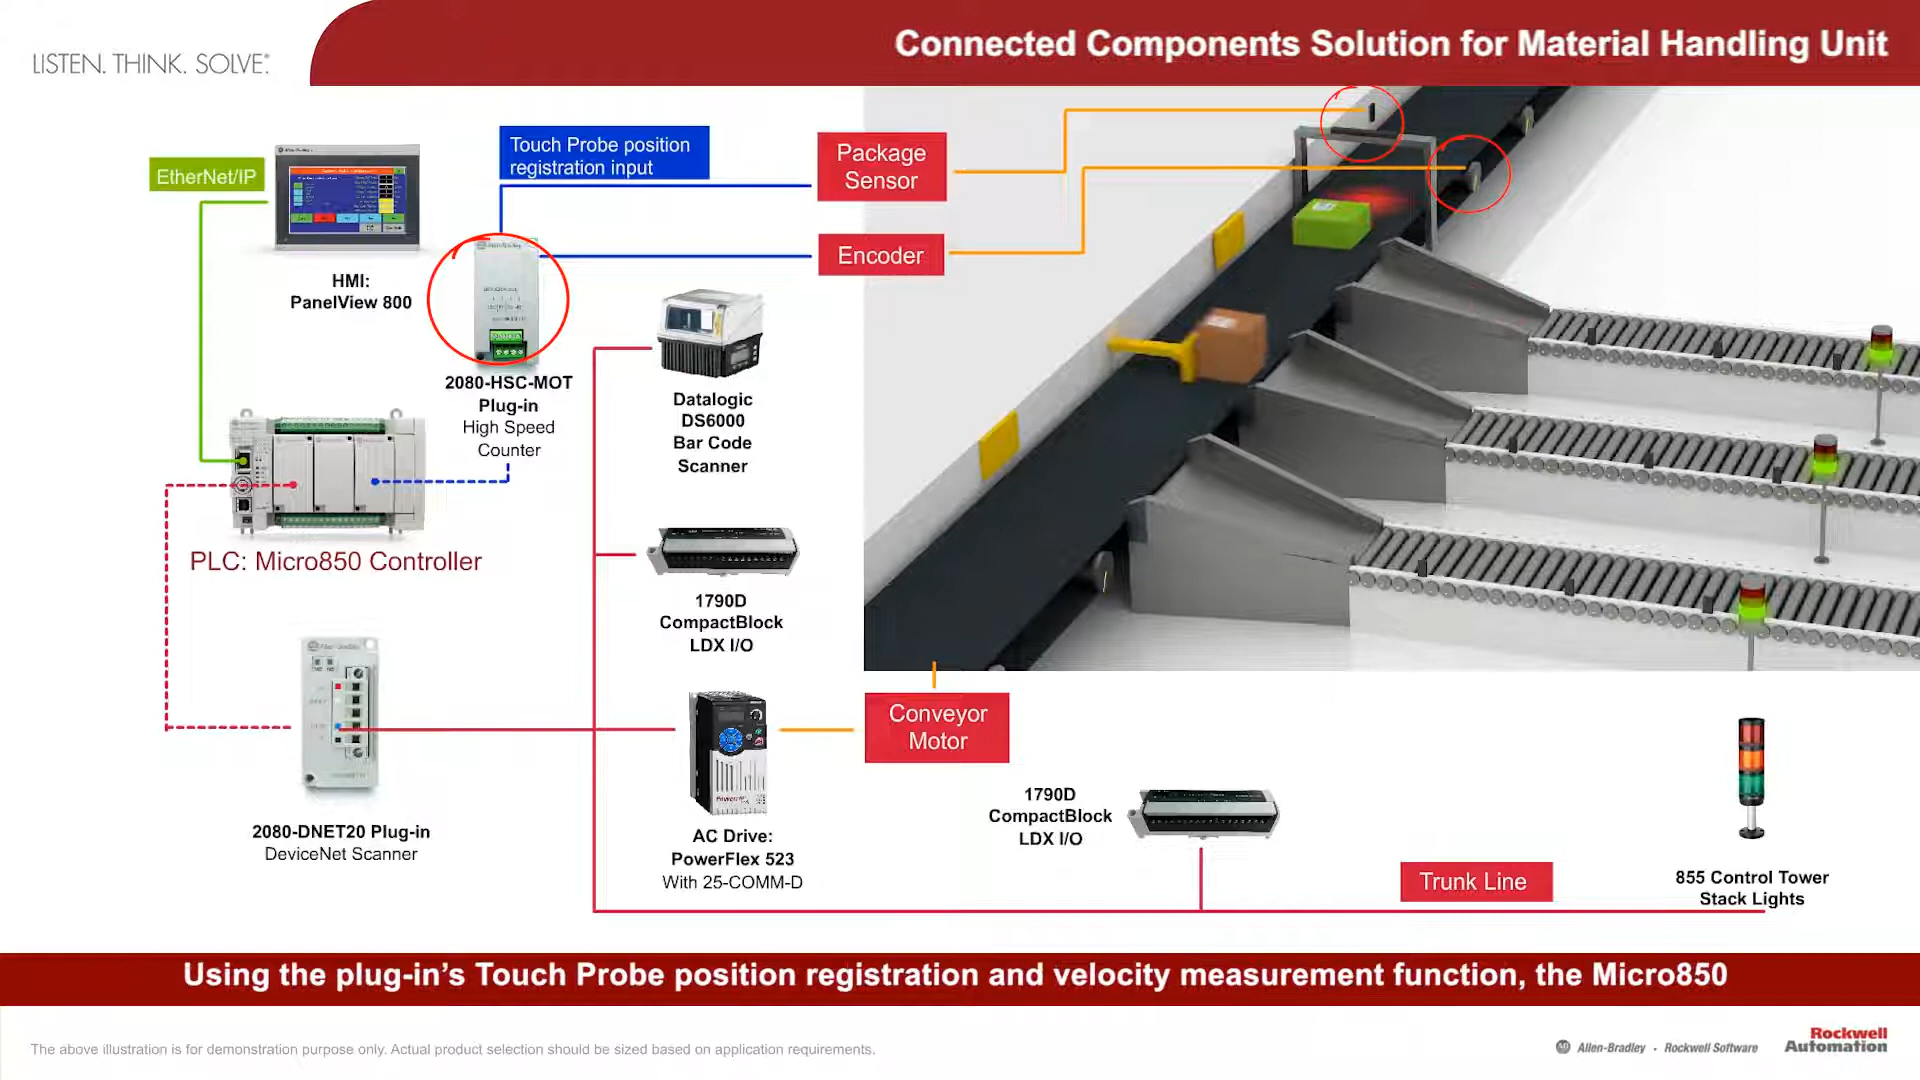 LISTEN. THINK. SOLVE.®
Connected Components Solution for Material Handling Unit
EtherNet/IP
HMI:
PanelView 800
Touch Probe position
registration input
Package
Sensor
Encoder
2080-HSC-MOT
Plug-in
High Speed
Counter
Datalogic
DS6000
Bar Code
Scanner
PLC: Micro850 Controller
1790D
CompactBlock
LDX I/O
2080-DNET20 Plug-in
DeviceNet Scanner
AC Drive:
PowerFlex 523
With 25-COMM-D
Conveyor
Motor
1790D
CompactBlock
LDX I/O
Trunk Line
855 Control Tower
Stack Lights
Using the plug-in's Touch Probe position registration and velocity measurement function, the Micro850
The above illustration is for demonstration purpose only. Actual product selection should be sized based on application requirements.
Allen-Bradley • Rockwell Software
Rockwell
Automation